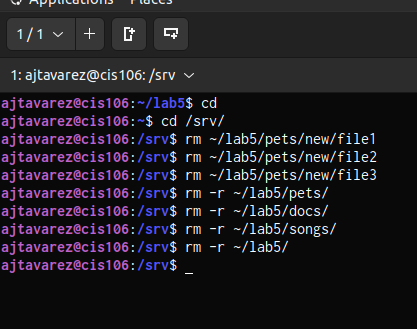 Applications Places
1 / 1
1: ajtavarez@cis106: /srv
ajtavarez@cis106:~/lab5$ cd
ajtavarez@cis106:~$ cd /srv/
ajtavarez@cis106:/srv$ rm ~/lab5/pets/new/file1
ajtavarez@cis106:/srv$ rm ~/lab5/pets/new/file2
ajtavarez@cis106:/srv$ rm ~/lab5/pets/new/file3
ajtavarez@cis106:/srv$ rm -r ~/lab5/pets/
ajtavarez@cis106:/srv$ rm -r ~/lab5/docs/
ajtavarez@cis106:/srv$ rm -r ~/lab5/songs/
ajtavarez@cis106:/srv$ rm -r ~/lab5/
ajtavarez@cis106:/srv$ _